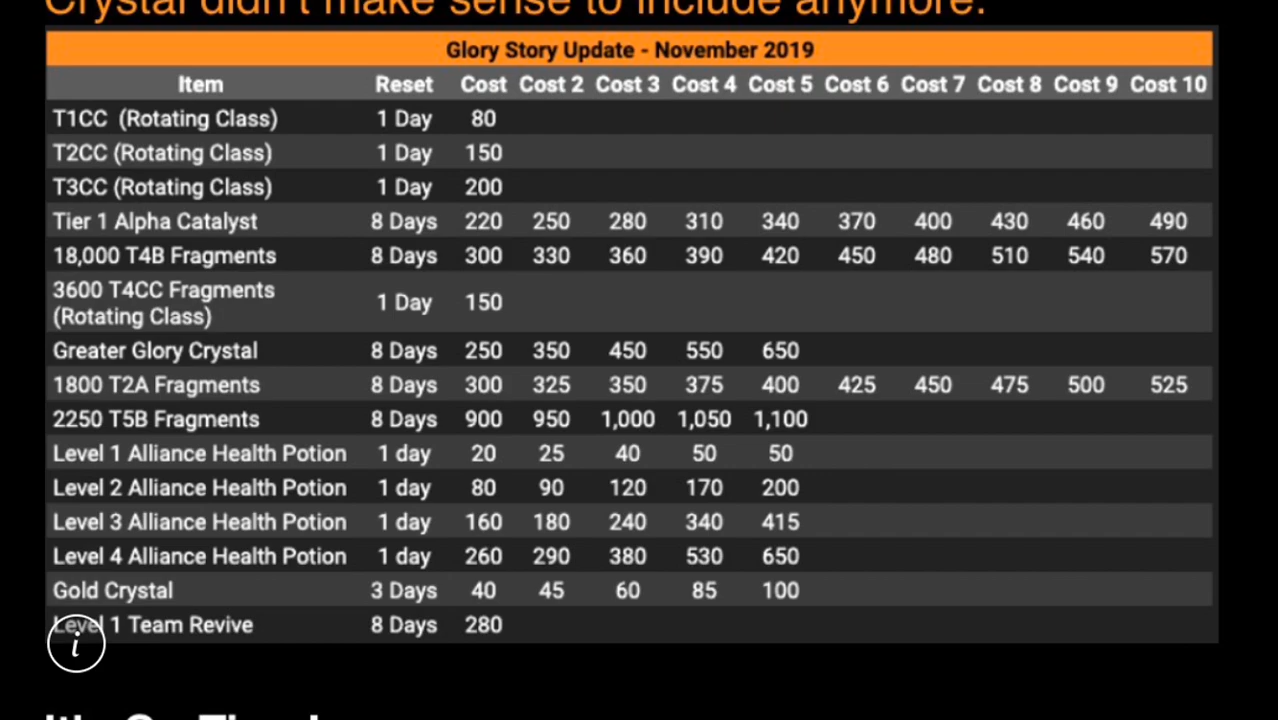 Crystal didn't make sense to include anymore.
Glory Story Update - November 2019
Item Reset Cost Cost 2 Cost 3 Cost 4 Cost 5 Cost 6 Cost 7 Cost 8 Cost 9 Cost 10
T1CC (Rotating Class) 1 Day 80
T2CC (Rotating Class) 1 Day 150
T3CC (Rotating Class) 1 Day 200
Tier 1 Alpha Catalyst 8 Days 220 250 280 310 340 370 400 430 460 490
18,000 T4B Fragments 8 Days 300 330 360 390 420 450 480 510 540 570
3600 T4CC Fragments
(Rotating Class) 1 Day 150
Greater Glory Crystal 8 Days 250 350 450 550 650
1800 T2A Fragments 8 Days 300 325 350 375 400 425 450 475 500 525
2250 T5B Fragments 8 Days 900 950 1,000 1,050 1,100
Level 1 Alliance Health Potion 1 day 20 25 40 50 50
Level 2 Alliance Health Potion 1 day 80 90 120 170 200
Level 3 Alliance Health Potion 1 day 160 180 240 340 415
Level 4 Alliance Health Potion 1 day 260 290 380 530 650
Gold Crystal 3 Days 40 45 60 85 100
Level 1 Team Revive 8 Days 280
i